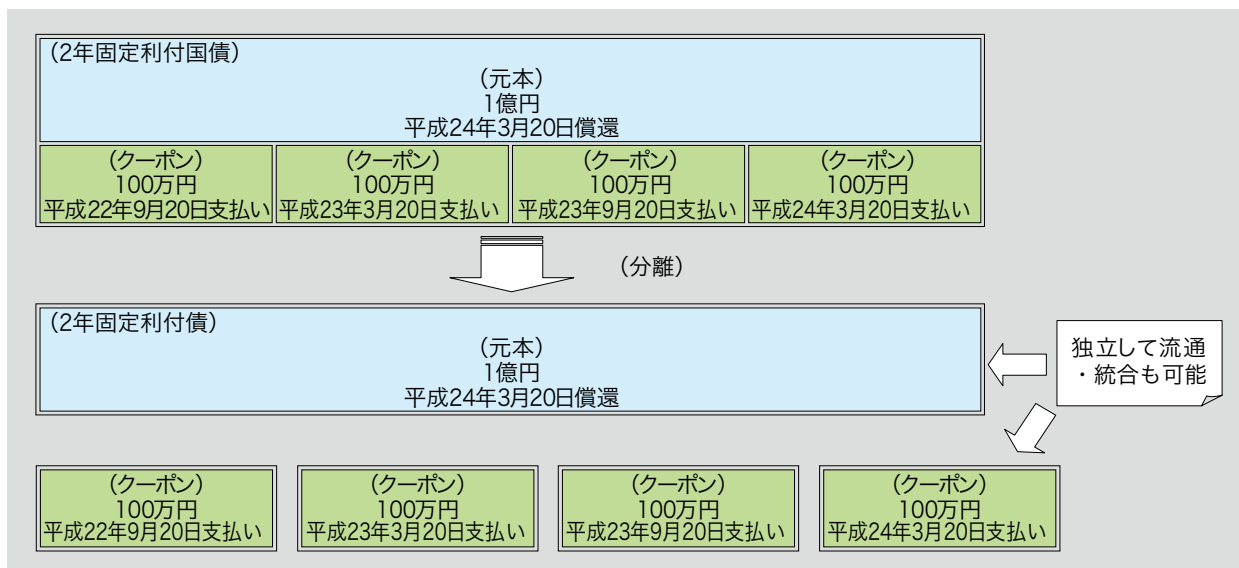 (2年固定利付国債)
(元本)
1億円
平成24年3月20日償還
(クーポン)
100万円
平成22年9月20日支払い
(クーポン)
100万円
平成23年3月20日支払い
(クーポン)
100万円
平成23年9月20日支払い
(クーポン)
100万円
平成24年3月20日支払い
(分離)
(2年固定利付債)
(元本)
1億円
平成24年3月20日償還
独立して流通
・統合も可能
(クーポン)
100万円
平成22年9月20日支払い
(クーポン)
100万円
平成23年3月20日支払い
(クーポン)
100万円
平成23年9月20日支払い
(クーポン)
100万円
平成24年3月20日支払い